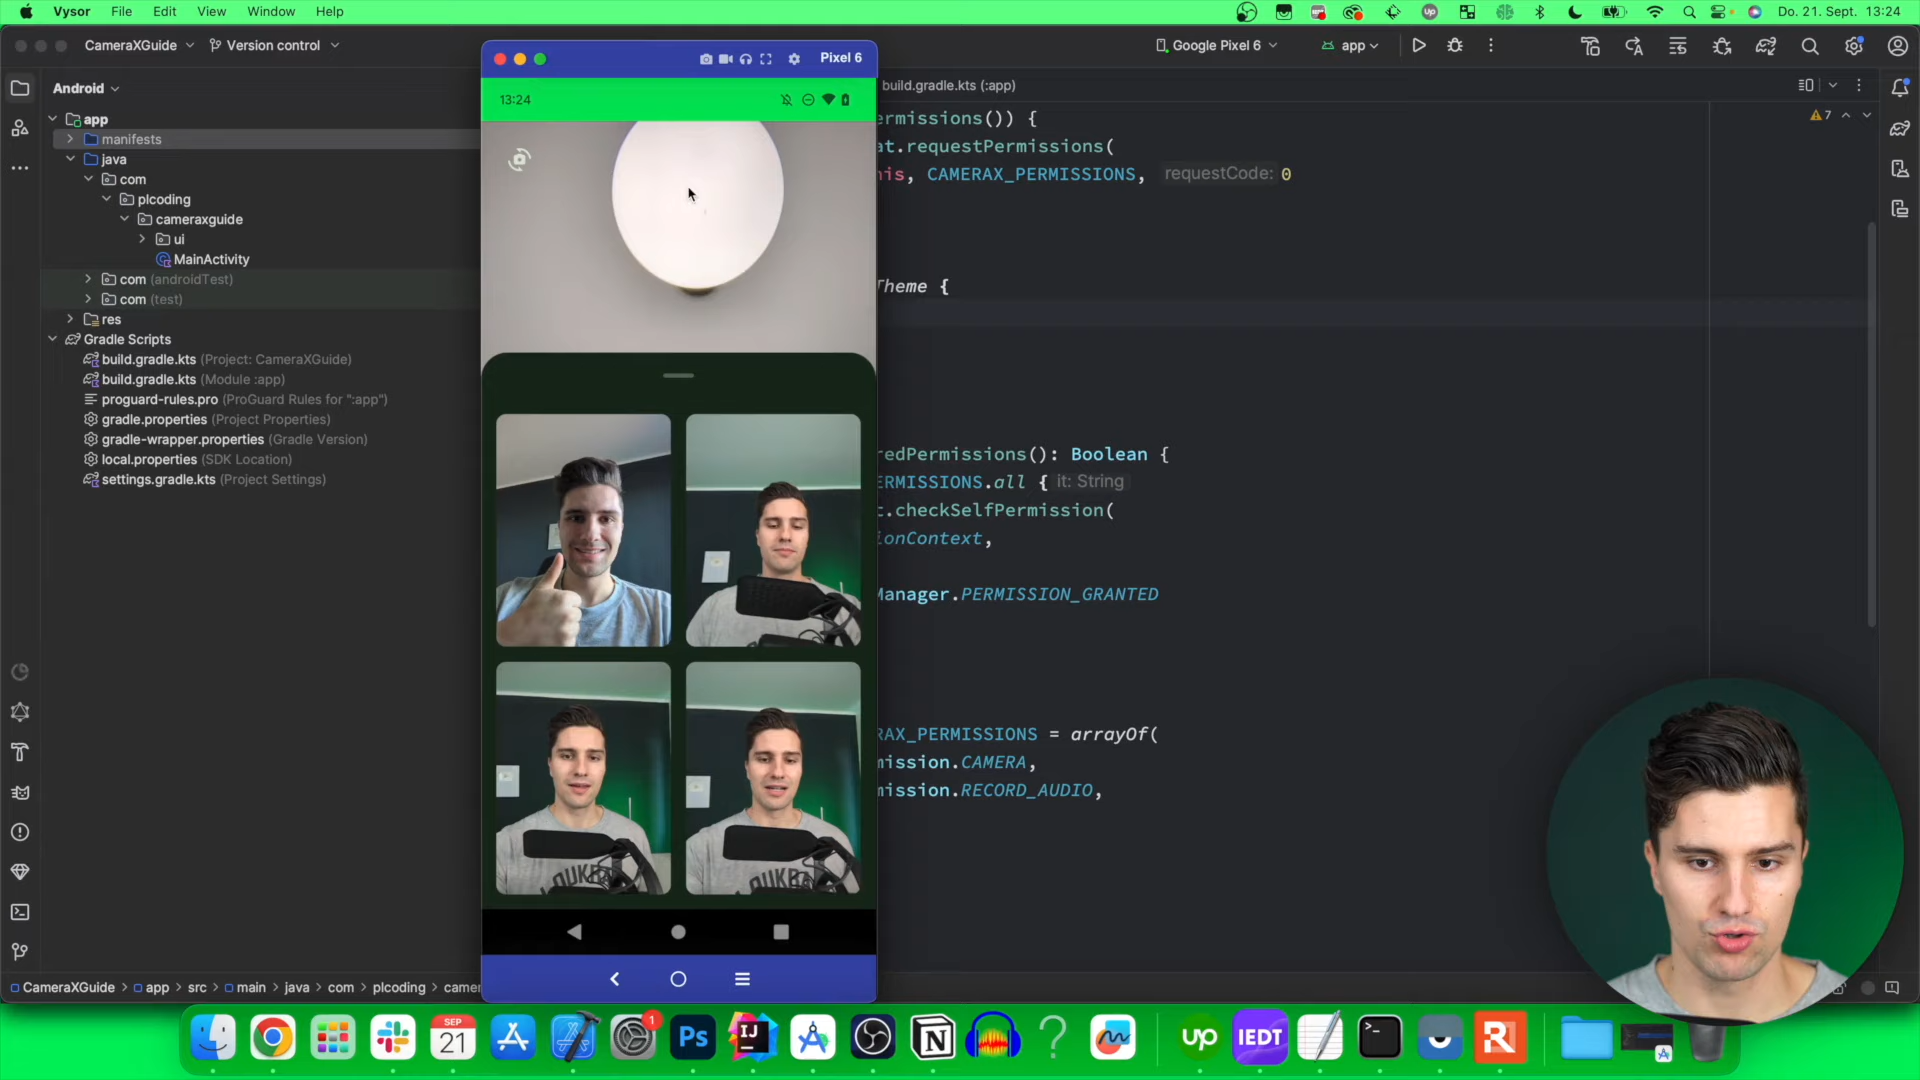 Vysor File Edit View Window Help
Do. 21. Sept. 13:24
CameraXGuide Version control
Google Pixel 6 app
Pixel 6
13:24
Android
app
manifests
java
com
plcoding
cameraxguide
ui
MainActivity
com (androidTest)
com (test)
res
Gradle Scripts
build.gradle.kts (Project: CameraXGuide)
build.gradle.kts (Module :app)
proguard-rules.pro (ProGuard Rules for ":app")
gradle.properties (Project Properties)
gradle-wrapper.properties (Gradle Version)
local.properties (SDK Location)
settings.gradle.kts (Project Settings)
build.gradle.kts (:app)
7
ermissions()) {
at.requestPermissions(
his, CAMERAX_PERMISSIONS, requestCode: 0
Theme {
redPermissions(): Boolean {
ERMISSIONS.all { it: String
t.checkSelfPermission(
ionContext,
Manager.PERMISSION_GRANTED
RAX_PERMISSIONS = arrayOf(
mission.CAMERA,
mission.RECORD_AUDIO,
CameraXGuide app src main java com plcoding camer
SEP
21
1
Ps
IJ
up
IEDT
R